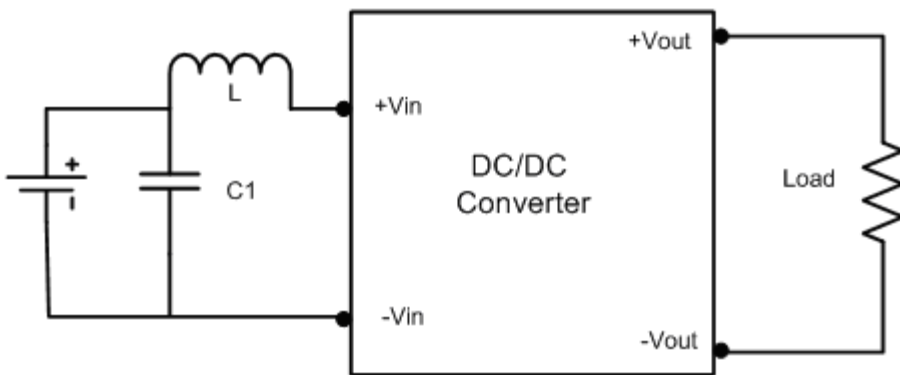 +Vout
L
+Vin
C1
DC/DC
Converter
Load
-Vin
-Vout
+
-